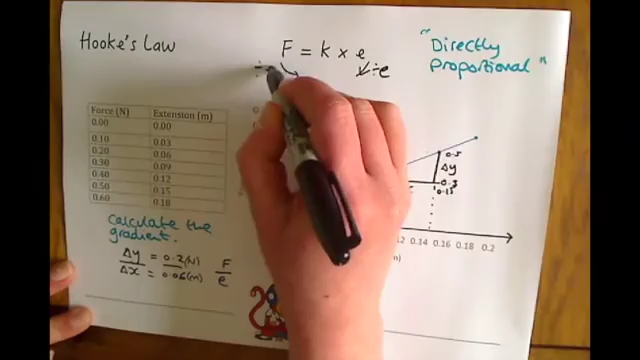 Hooke's Law
F = k × e
÷e
"Directly
Proportional"
Force (N) Extension (m)
0.00 0.00
0.10 0.03
0.20 0.06
0.30 0.09
0.40 0.12
0.50 0.15
0.60 0.18
Calculate the
gradient.
Δy = 0.2(N) F
Δx = 0.06(m) e
0.5
Δy
0.3
0.15
12 0.14 0.16 0.18 0.2